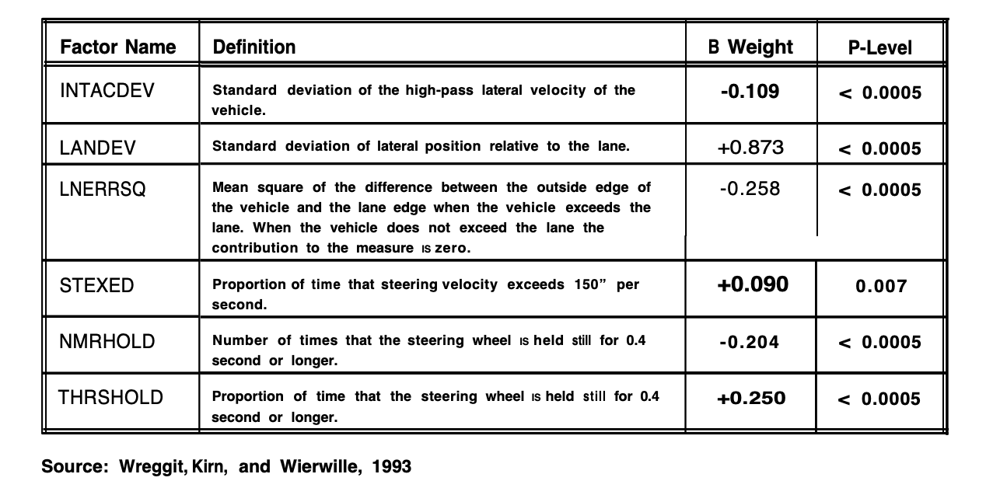 Factor Name Definition B Weight P-Level
INTACDEV Standard deviation of the high-pass lateral velocity of the -0.109 < 0.0005
vehicle.
LANDEV Standard deviation of lateral position relative to the lane. +0.873 < 0.0005
LNERRSQ Mean square of the difference between the outside edge of -0.258 < 0.0005
the vehicle and the lane edge when the vehicle exceeds the
lane. When the vehicle does not exceed the lane the
contribution to the measure is zero.
STEXED Proportion of time that steering velocity exceeds 150” per +0.090 0.007
second.
NMRHOLD Number of times that the steering wheel is held still for 0.4 -0.204 < 0.0005
second or longer.
THRSHOLD Proportion of time that the steering wheel is held still for 0.4 +0.250 < 0.0005
second or longer.
Source: Wreggit, Kirn, and Wierwille, 1993